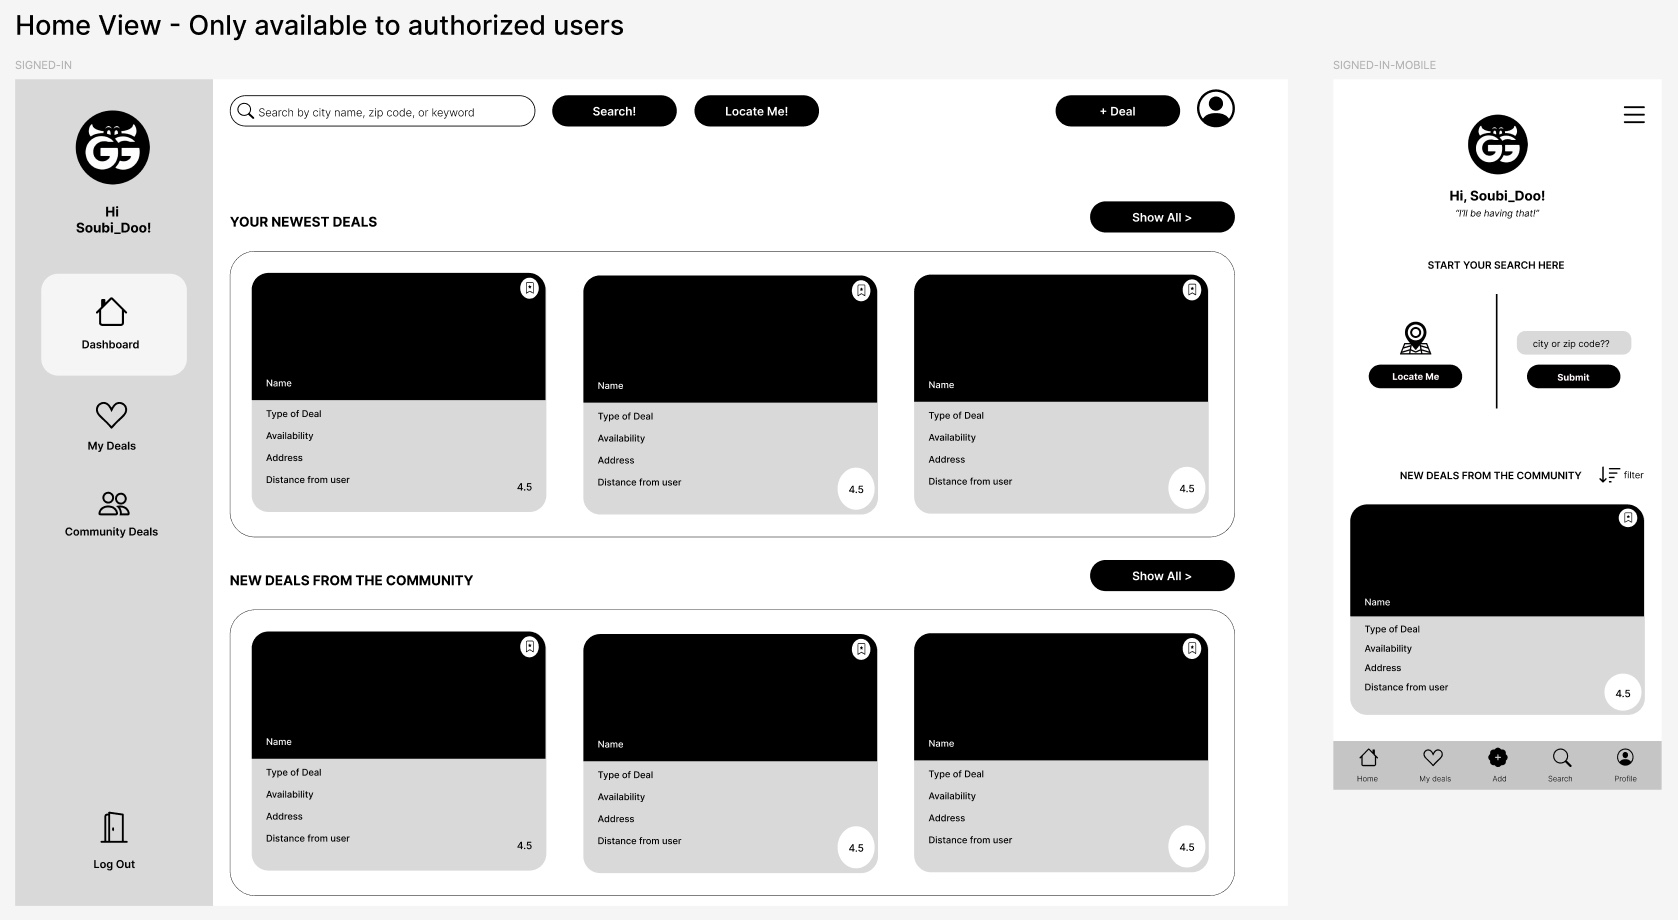 Home View - Only available to authorized users
SIGNED-IN
GG
Hi
Soubi_Doo!
Dashboard
My Deals
Community Deals
Log Out
Search by city name, zip code, or keyword
Search!
Locate Me!
+ Deal
YOUR NEWEST DEALS
Show All >
Name
Type of Deal
Availability
Address
Distance from user
4.5
Name
Type of Deal
Availability
Address
Distance from user
4.5
Name
Type of Deal
Availability
Address
Distance from user
4.5
NEW DEALS FROM THE COMMUNITY
Show All >
Name
Type of Deal
Availability
Address
Distance from user
4.5
Name
Type of Deal
Availability
Address
Distance from user
4.5
Name
Type of Deal
Availability
Address
Distance from user
4.5
SIGNED-IN-MOBILE
GG
Hi, Soubi_Doo!
"I'll be having that!"
START YOUR SEARCH HERE
Locate Me
city or zip code??
Submit
NEW DEALS FROM THE COMMUNITY
filter
Name
Type of Deal
Availability
Address
Distance from user
4.5
Home
My deals
Add
Search
Profile